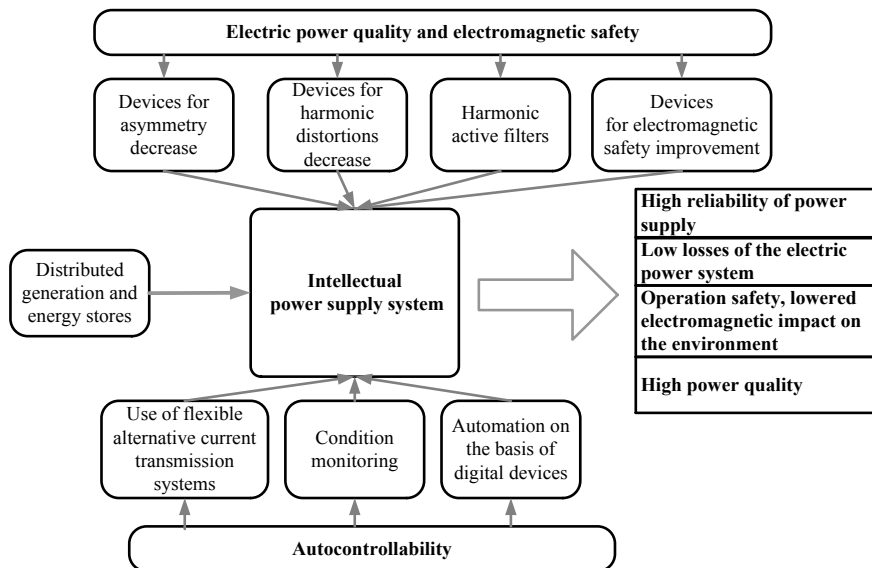 Electric power quality and electromagnetic safety
Devices for
asymmetry
decrease
Devices for
harmonic
distortions
decrease
Harmonic
active filters
Devices
for electromagnetic
safety improvement
Distributed
generation and
energy stores
Intellectual
power supply system
High reliability of power
supply
Low losses of the electric
power system
Operation safety, lowered
electromagnetic impact on
the environment
High power quality
Use of flexible
alternative current
transmission
systems
Condition
monitoring
Automation on
the basis of
digital devices
Autocontrollability